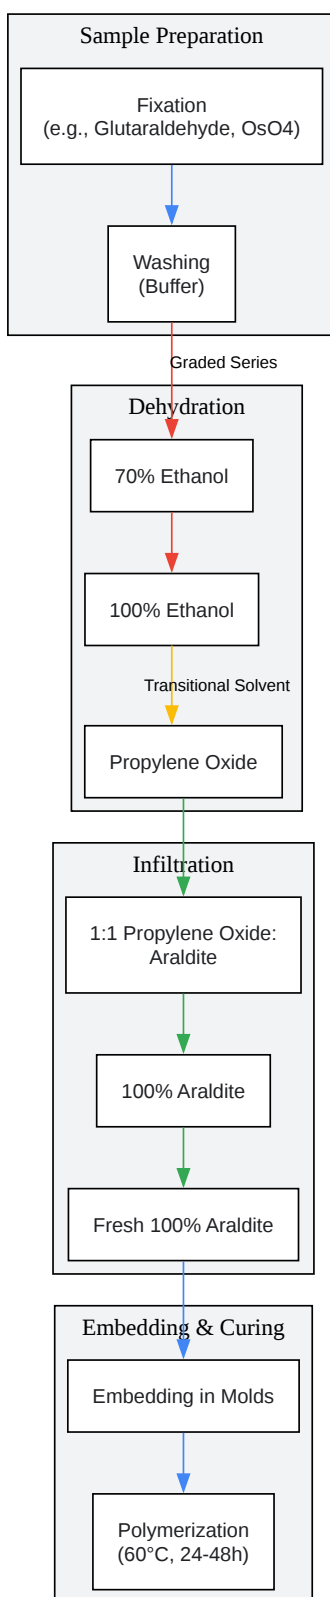 Sample Preparation
Fixation
(e.g., Glutaraldehyde, OsO4)
Washing
(Buffer)
Graded Series
Dehydration
70% Ethanol
100% Ethanol
Transitional Solvent
Propylene Oxide
Infiltration
1:1 Propylene Oxide:
Araldite
100% Araldite
Fresh 100% Araldite
Embedding & Curing
Embedding in Molds
Polymerization
(60°C, 24-48h)